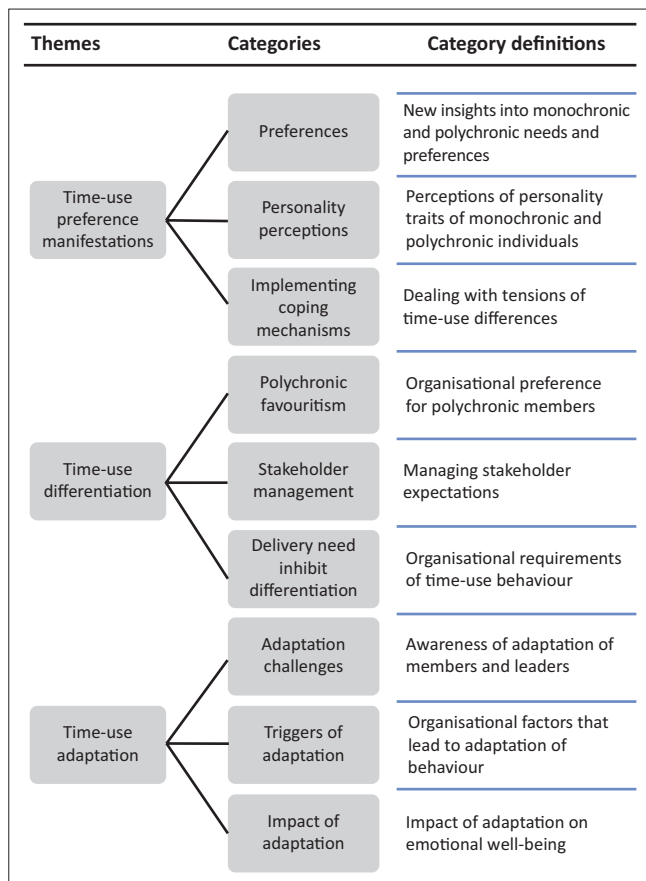 Themes
Categories
Category definitions
Time-use
preference
manifestations
Preferences
New insights into monochronic
and polychronic needs and
preferences
Personality
perceptions
Perceptions of personality
traits of monochronic and
polychronic individuals
Implementing
coping
mechanisms
Dealing with tensions of
time-use differences
Time-use
differentiation
Polychronic
favouritism
Organisational preference
for polychronic members
Stakeholder
management
Managing stakeholder
expectations
Delivery need
inhibit
differentiation
Organisational requirements
of time-use behaviour
Time-use
adaptation
Adaptation
challenges
Awareness of adaptation of
members and leaders
Triggers of
adaptation
Organisational factors that
lead to adaptation of
behaviour
Impact of
adaptation
Impact of adaptation on
emotional well-being